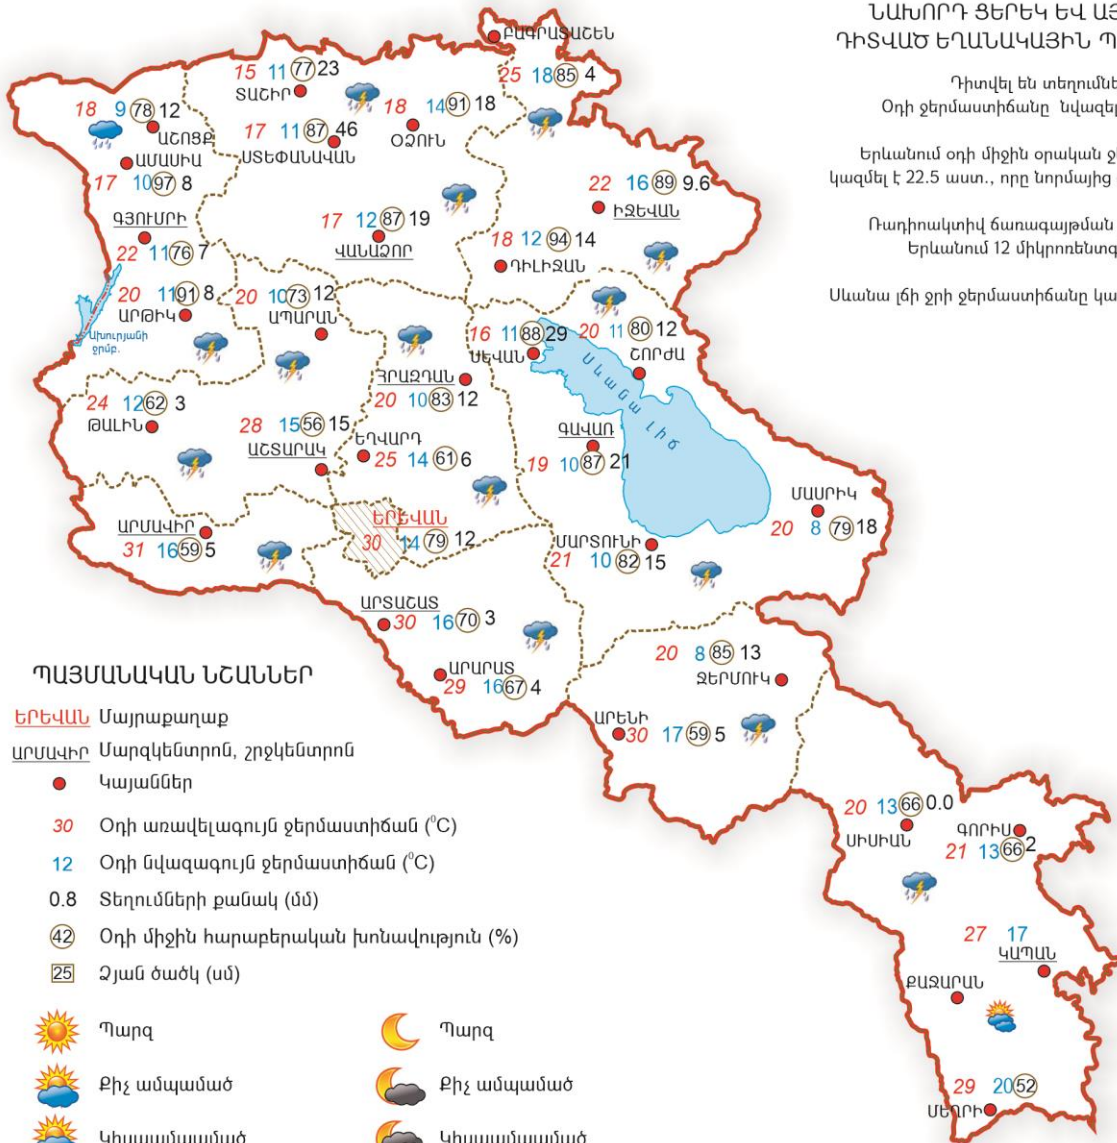 ՆԱԽՈՐԴ ՑԵՐԵԿ ԵՎ
ԴԻՏՎԱԾ ԵՂԱՆԱԿԱՅԻՆ
Դիտվել են
Օդի ջերմաստիճանը
Երևանում օդի միջին օրական
կազմել է 22.5 աստ., որը նորմայից
Ռադիոակտիվ ճառագայթման
Երևանում 12
Սևանա լճի ջրի ջերմաստիճանը
ԲԱԳՐԱՏԱՇԵՆ
25 18 85 4
15 11 77 23
ՏԱՇԻՐ
18 9 78 12
ԱՇՈՑՔ
18 14 91 18
ՕՁՈՒՆ
17 11 87 46
ՍՏԵՓԱՆԱՎԱՆ
ԱՄԱՍԻԱ
17 10 97 8
22 16 89 9.6
ԻՋԵՎԱՆ
ԳՅՈՒՄՐԻ
22 11 76 7
17 12 87 19
ՎԱՆԱՁՈՐ
18 12 94 14
ԴԻԼԻՋԱՆ
20 11 91 8
ԱՐԹԻԿ
20 10 73 12
ԱՊԱՐԱՆ
Ախուրյանի
ջրմբ.
16 11 88 29
ՍԵՎԱՆ
20 11 80 12
ՇՈՐԺԱ
Սևանա լիճ
ՀՐԱԶԴԱՆ
20 10 83 12
24 12 62 3
ԹԱԼԻՆ
28 15 56 15
ԱՇՏԱՐԱԿ
ԵՂՎԱՐԴ
25 14 61 6
ԳԱՎԱՌ
19 10 87 21
ՄԱՍՐԻԿ
20 8 79 18
ԱՐՄԱՎԻՐ
31 16 59 5
ԵՐԵՎԱՆ
30 14 79 12
ՄԱՐՏՈՒՆԻ
21 10 82 15
ԱՐՏԱՇԱՏ
30 16 70 3
ԱՐԱՐԱՏ
29 16 67 4
20 8 85 13
ՋԵՐՄՈՒԿ
ԱՐԵՆԻ
30 17 59 5
20 13 66 0.0
ՍԻՍԻԱՆ
ԳՈՐԻՍ
21 13 66 2
27 17
ԿԱՊԱՆ
ՔԱՋԱՐԱՆ
29 20 52
ՄԵՂՐԻ
ՊԱՅՄԱՆԱԿԱՆ ՆՇԱՆՆԵՐ
ԵՐԵՎԱՆ Մայրաքաղաք
ԱՐՄԱՎԻՐ Մարզկենտրոն, շրջկենտրոն
Կայաններ
30 Օդի առավելագույն ջերմաստիճան (⁰C)
12 Օդի նվազագույն ջերմաստիճան (⁰C)
0.8 Տեղումների քանակ (մմ)
42 Օդի միջին հարաբերական խոնավություն (%)
25 Ձյան ծածկ (սմ)
Պարզ Պարզ
Քիչ ամպամած Քիչ ամպամած